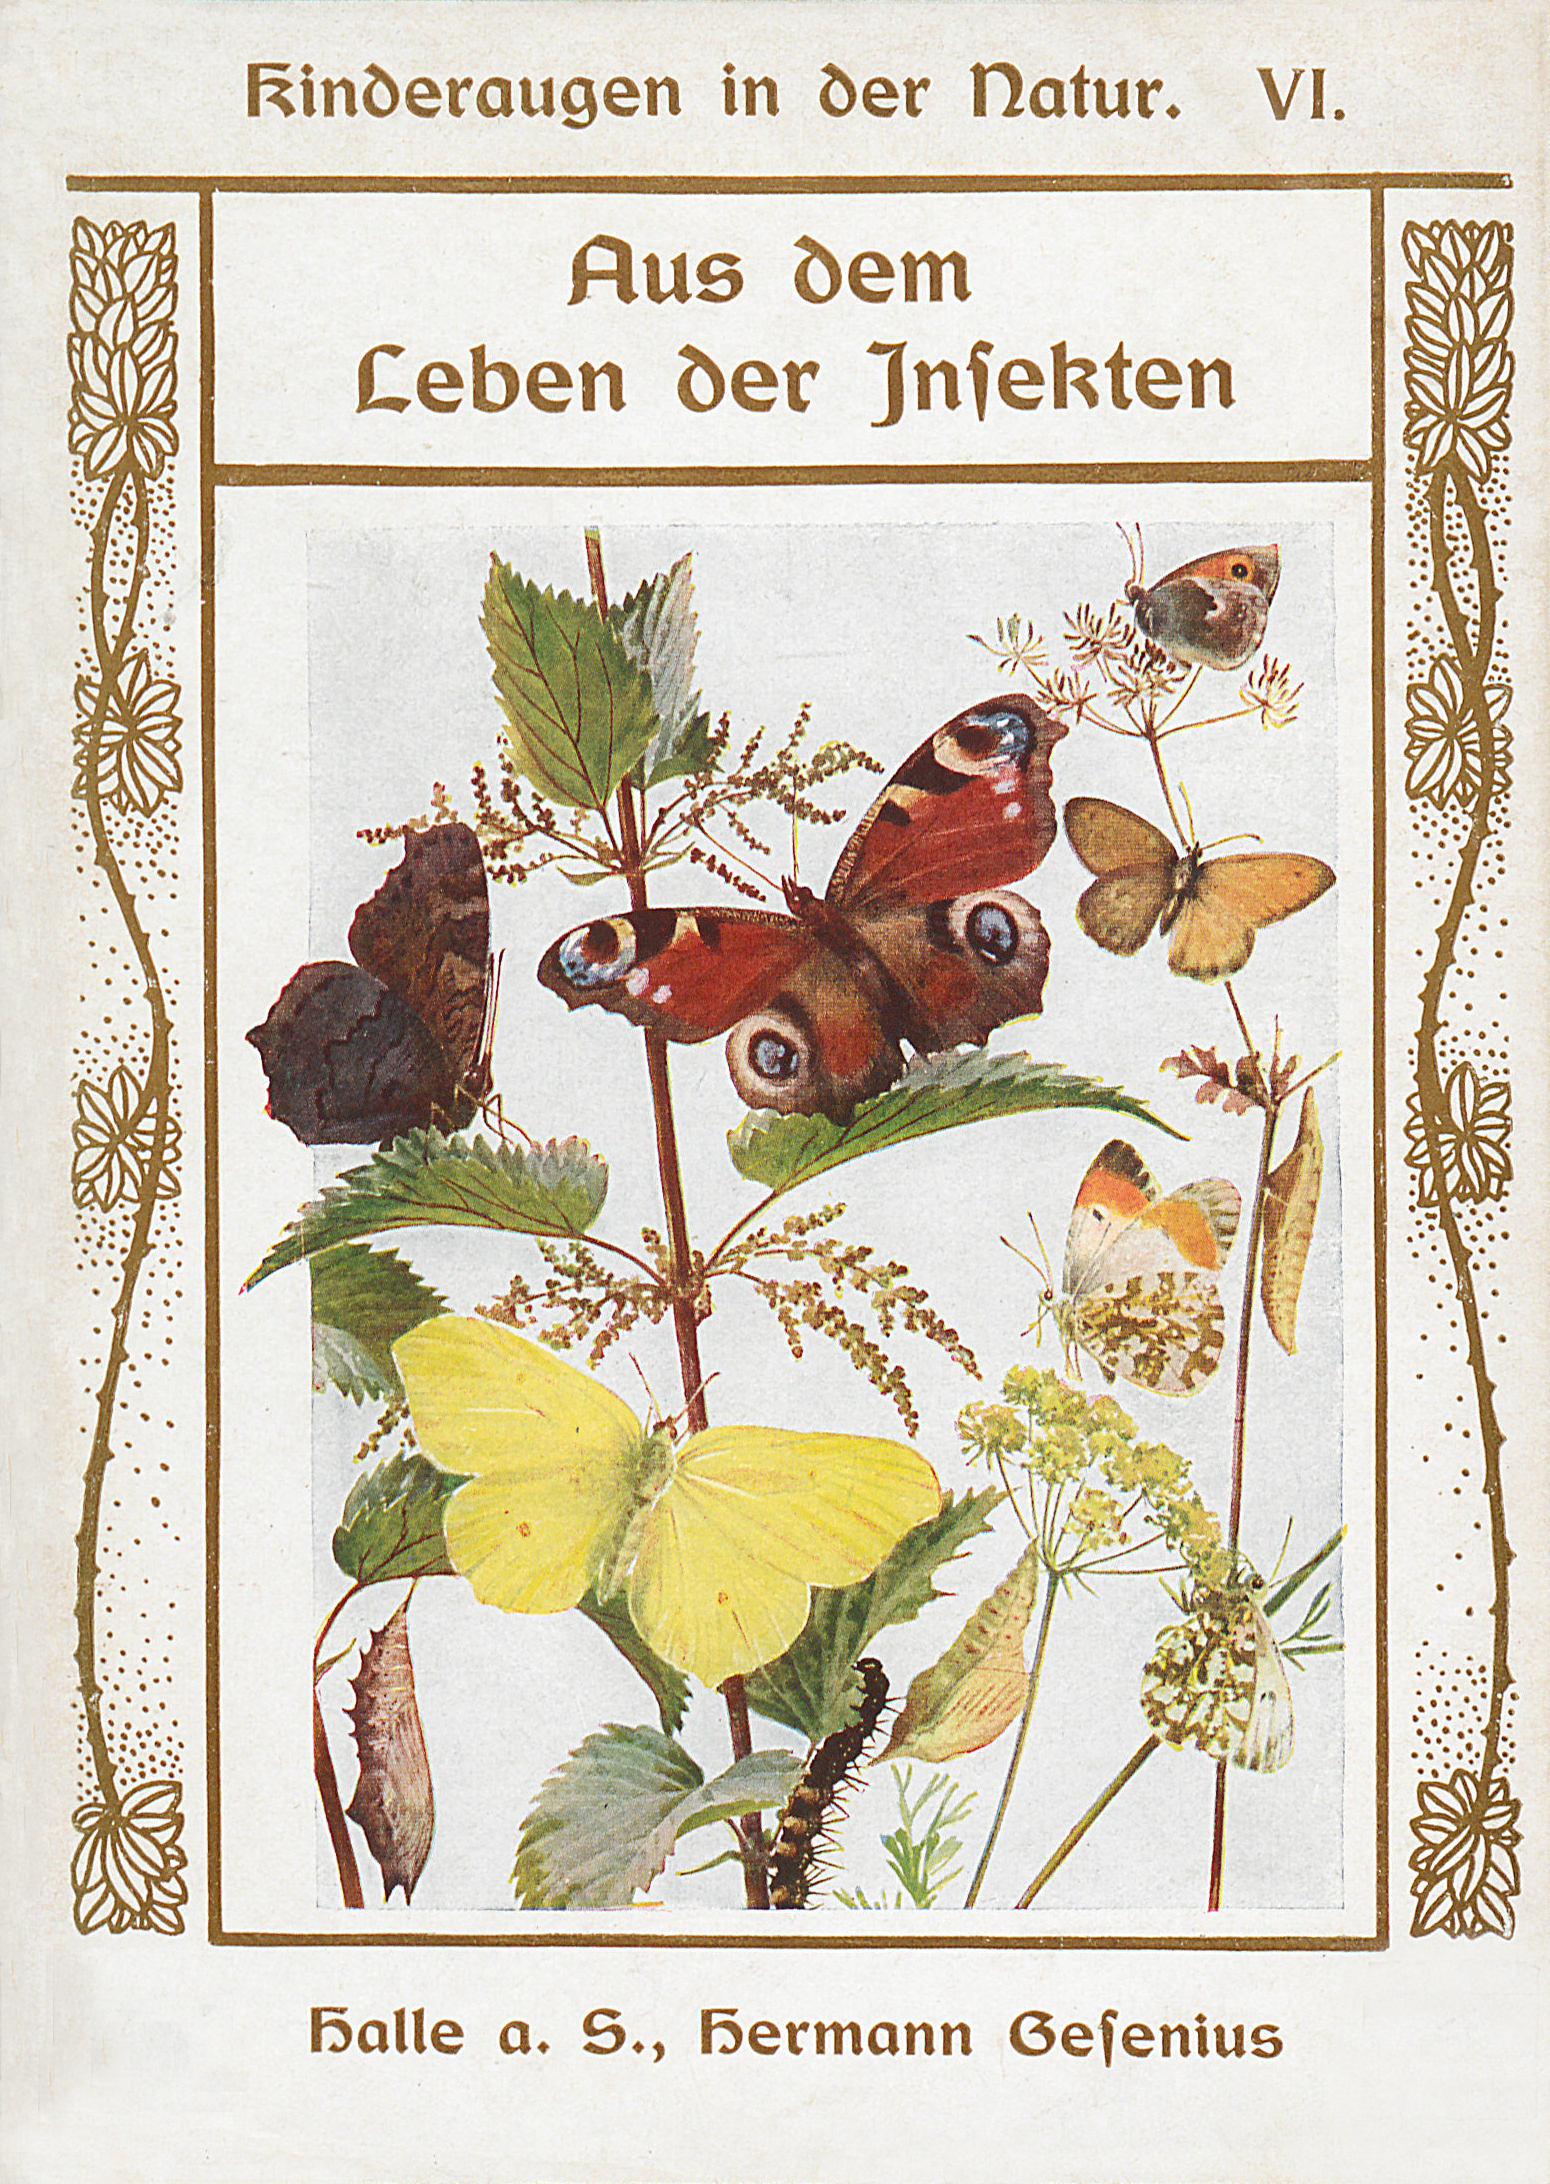 Kinderaugen in der Natur. VI.
Aus dem
Leben der Inſekten
Halle a. S., Hermann Geſenius